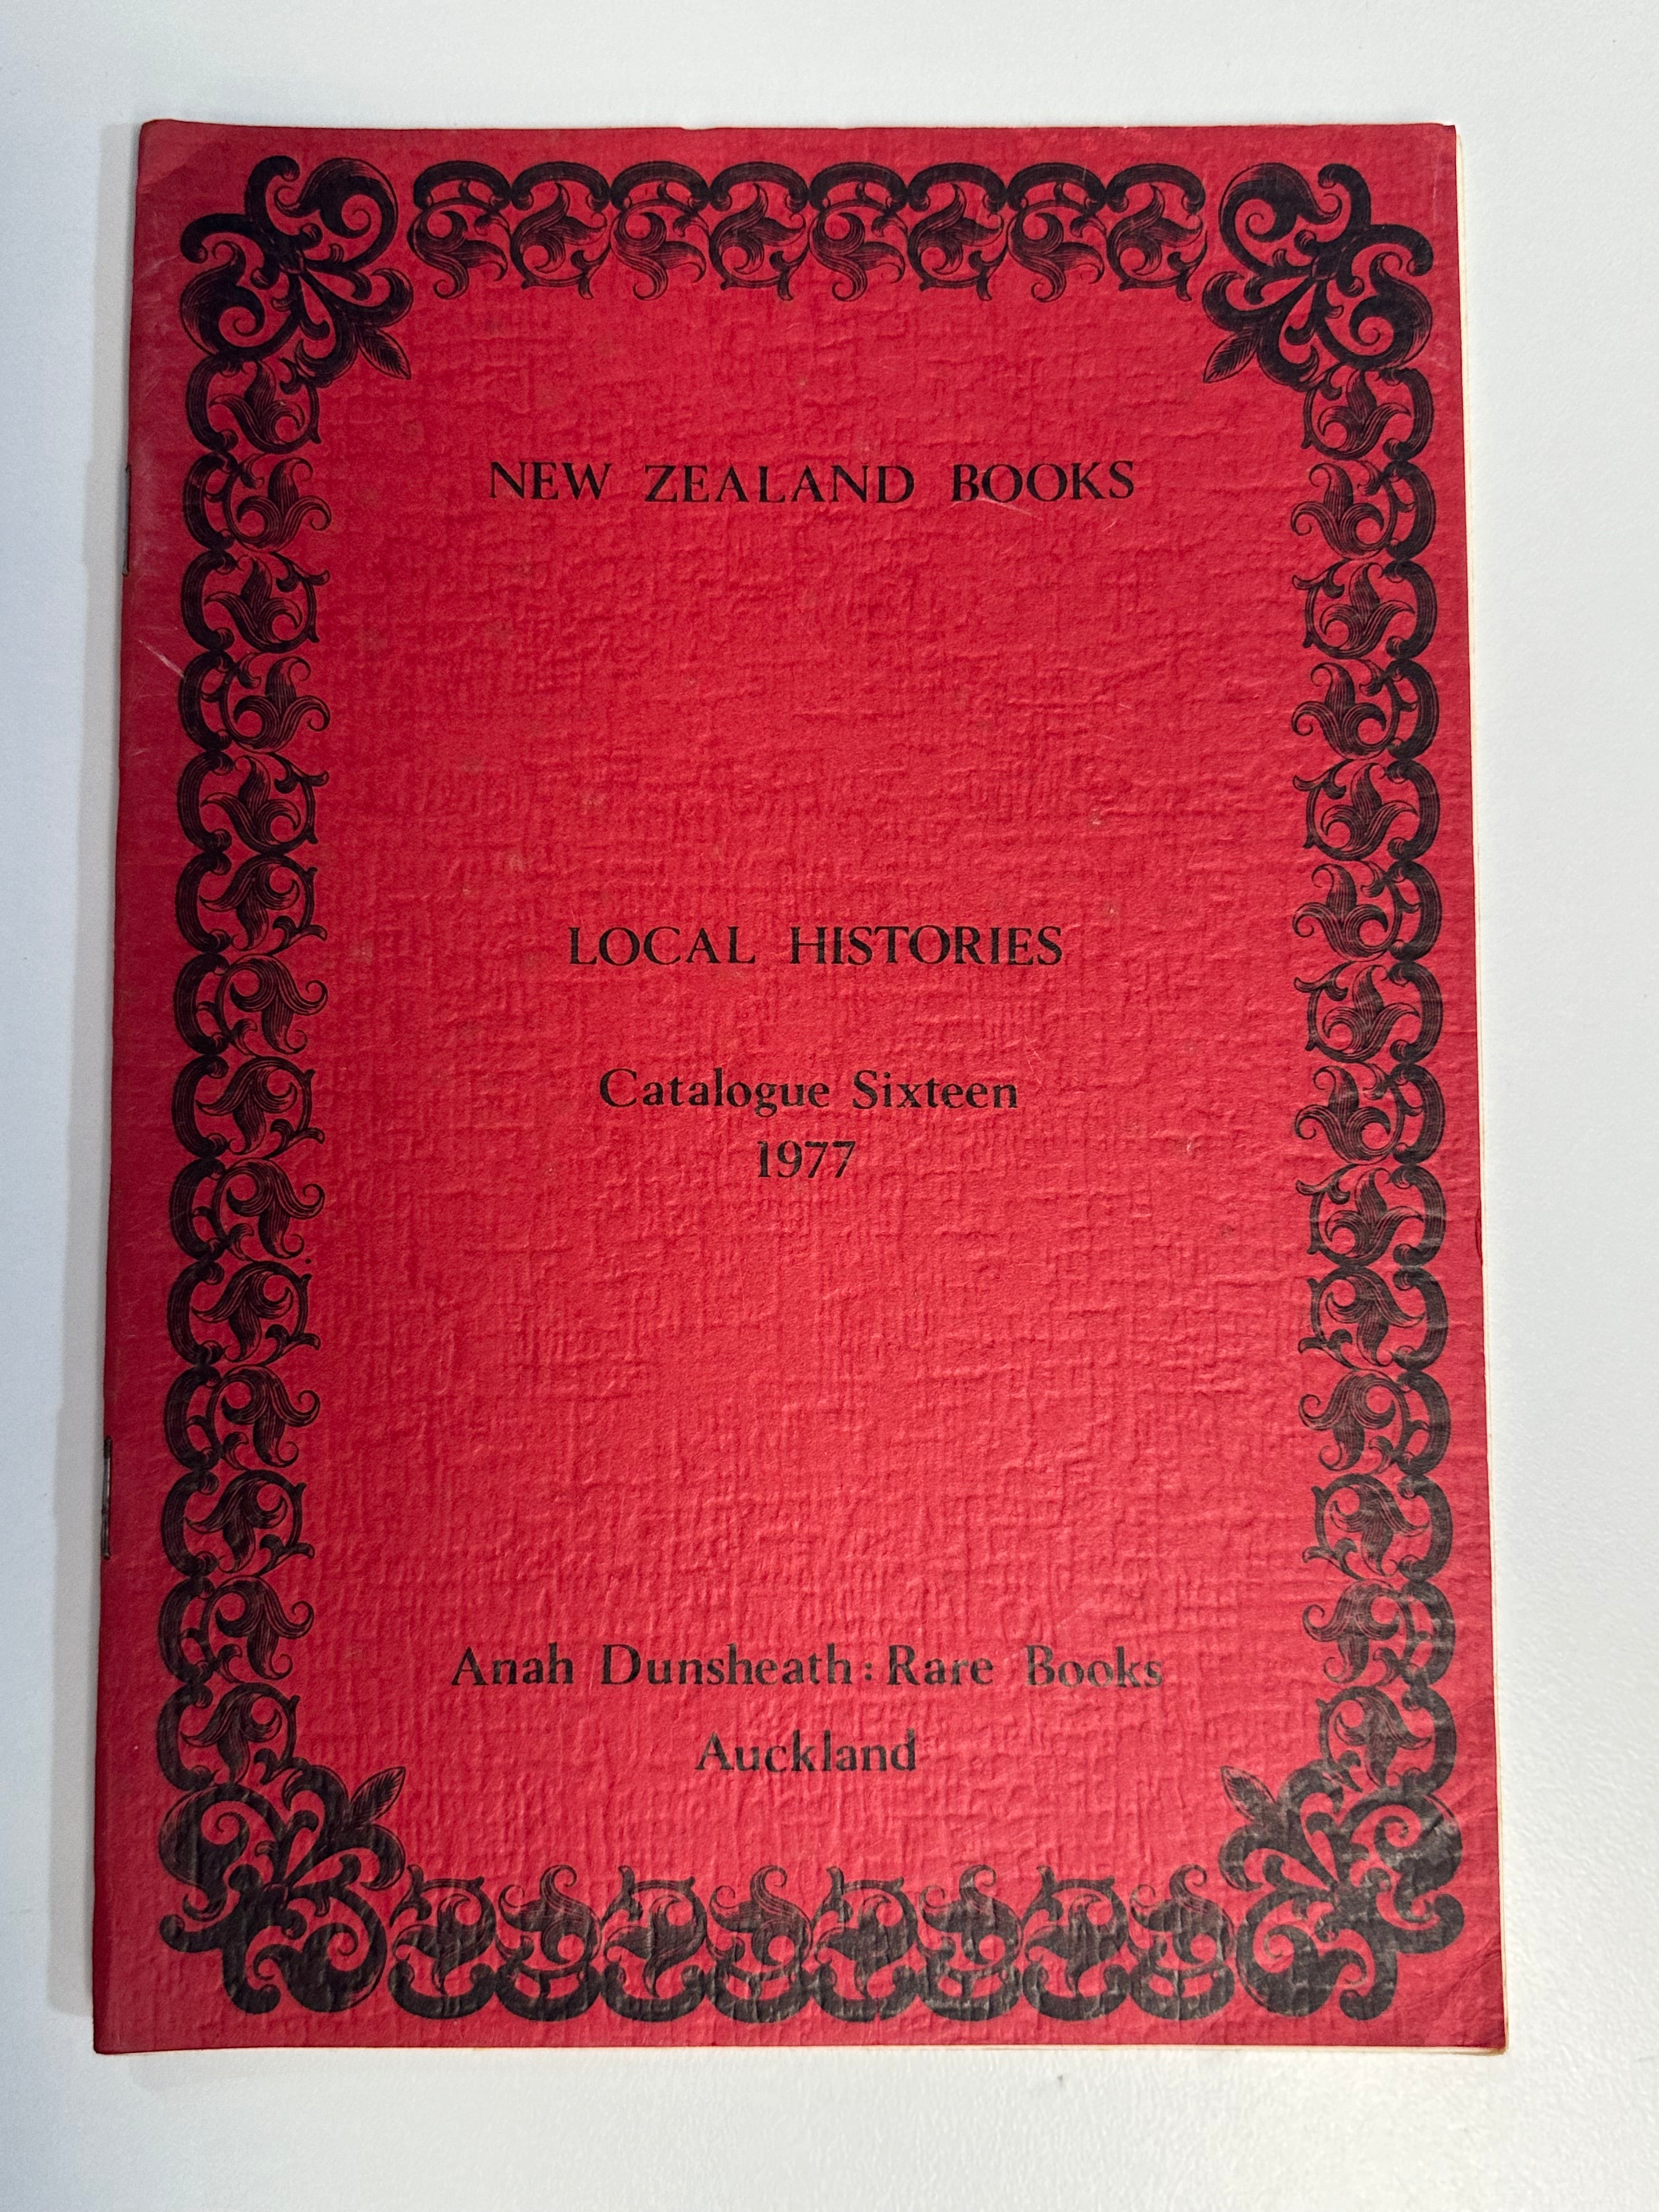 NEW ZEALAND BOOKS
LOCAL HISTORIES
Catalogue Sixteen
1977
Anah Dunsheath : Rare Books
Auckland